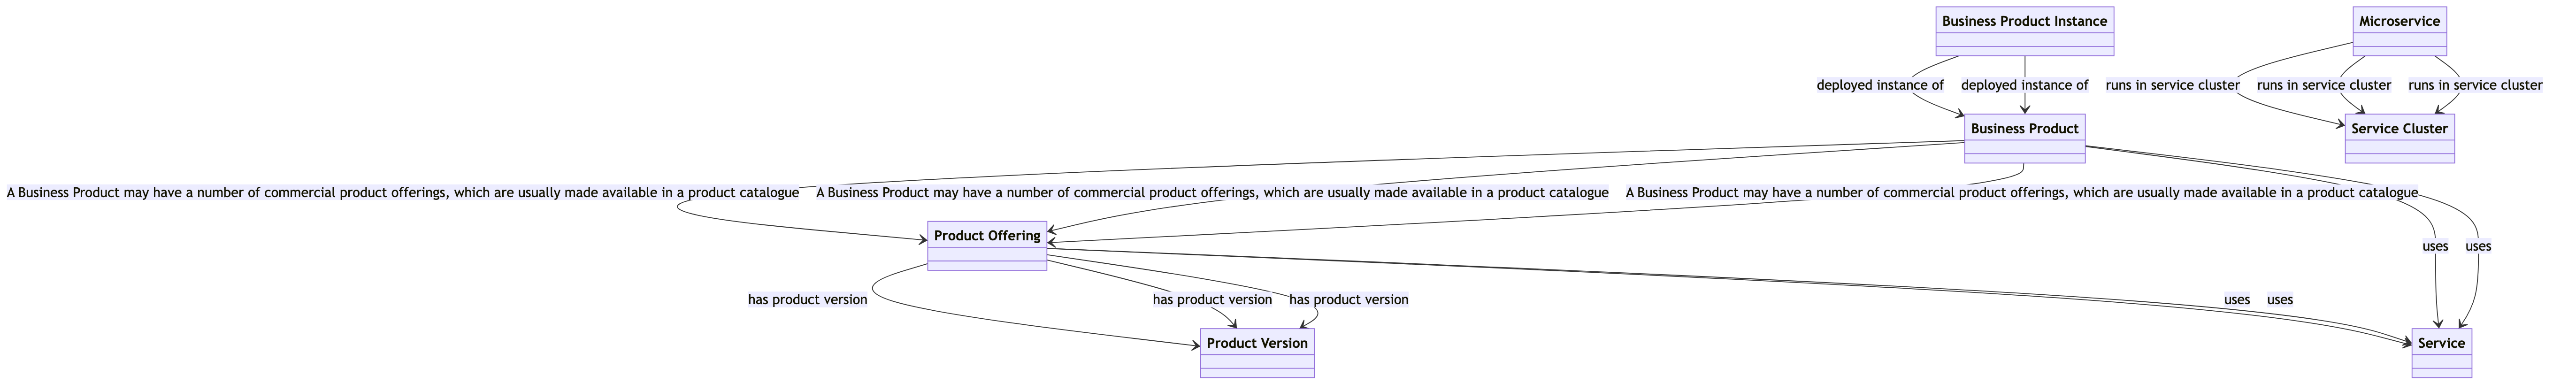 Business Product Instance
Microservice
deployed instance of
deployed instance of
runs in service cluster
runs in service cluster
runs in service cluster
Business Product
Service Cluster
A Business Product may have a number of commercial product offerings, which are usually made available in a product catalogue
A Business Product may have a number of commercial product offerings, which are usually made available in a product catalogue
A Business Product may have a number of commercial product offerings, which are usually made available in a product catalogue
Product Offering
uses
uses
has product version
has product version
has product version
uses
uses
Product Version
Service